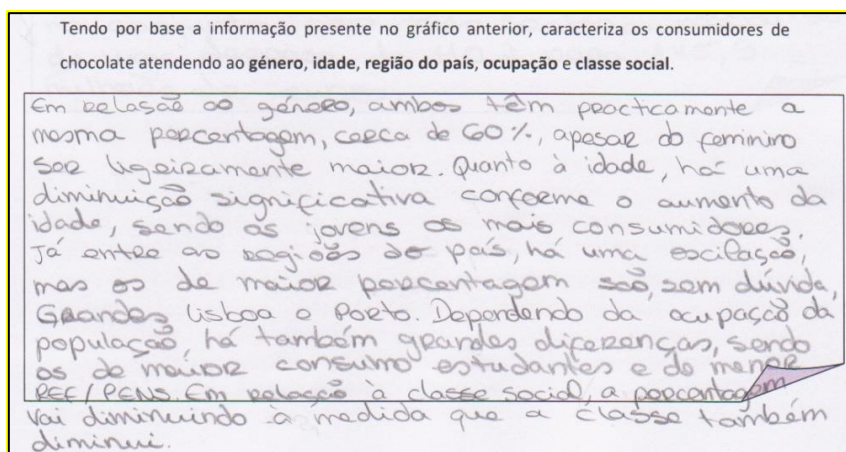 Tendo por base a informação presente no gráfico anterior, caracteriza os consumidores de
chocolate atendendo ao género, idade, região do país, ocupação e classe social.
Em relasão ao género, ambos têm practicamente a
mesma percentagem, cerca de 60%, apesar do feminino
ser ligeiramente maior. Quanto à idade, há uma
diminuição significativa conforme o aumento da
idade, sendo os jovens os mais consumidores.
Já entre as regiões do país, há uma oscilação,
mas os de maior percentagem são, sem dúvida,
Grandes Lisboa e Porto. Dependendo da ocupação da
população, há também grandes diferenças, sendo
os de maior consumo estudantes e de menor
REF/PENS. Em relação à classe social, a percentagem
vai diminuindo à medida que a classe também
diminui.